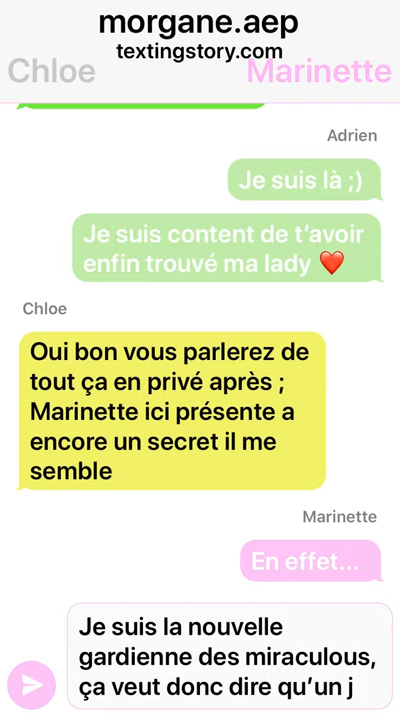 morgane.aep
textingstory.com
Chloe Marinette
Adrien
Je suis là ;)
Je suis content de t’avoir
enfin trouvé ma lady ❤️
Chloe
Oui bon vous parlerez de
tout ça en privé après ;
Marinette ici présente a
encore un secret il me
semble
Marinette
En effet...
Je suis la nouvelle
gardienne des miraculous,
ça veut donc dire qu’un j